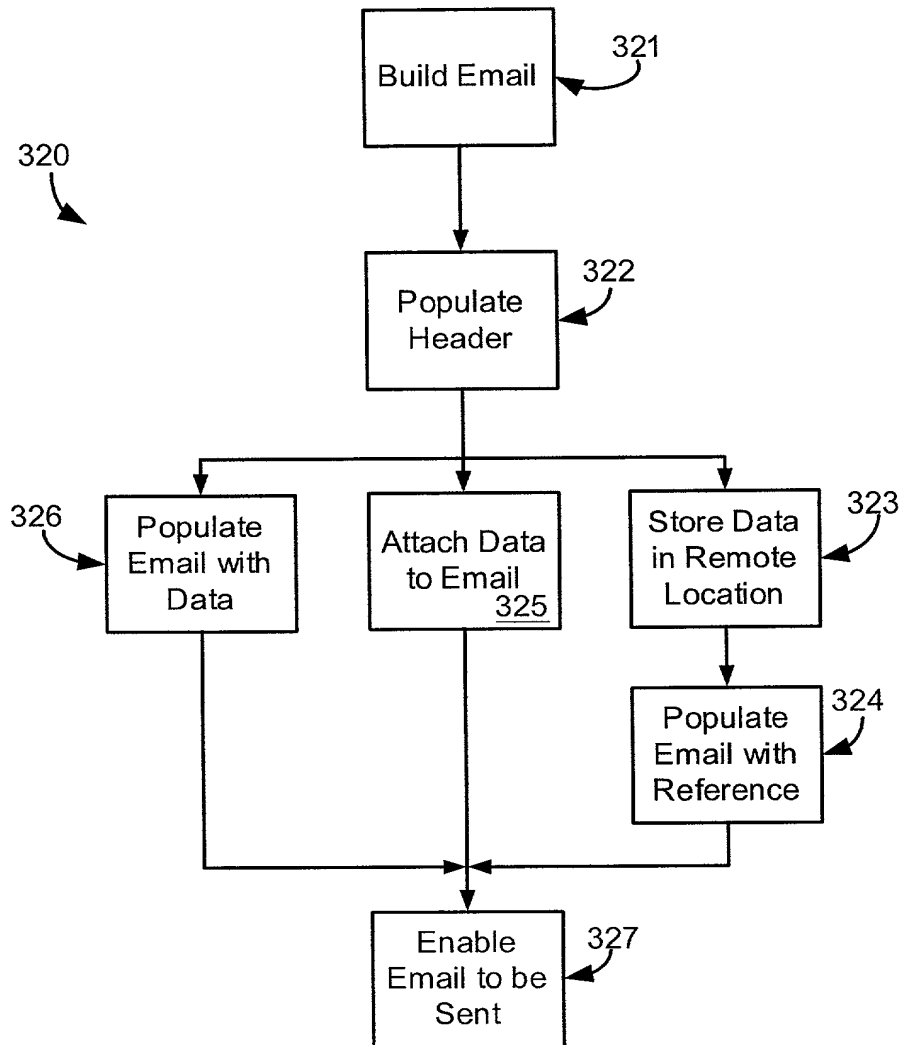 Build Email
321
320
Populate
Header
322
326
Populate
Email with
Data
Attach Data
to Email
325
Store Data
in Remote
Location
323
Populate
Email with
Reference
324
Enable
Email to be
Sent
327